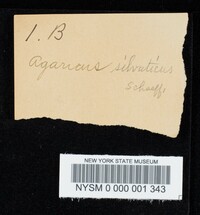 1. B
Agaricus silvaticus
Schaeff.
NEW YORK STATE MUSEUM
NYSM 0 000 001 343